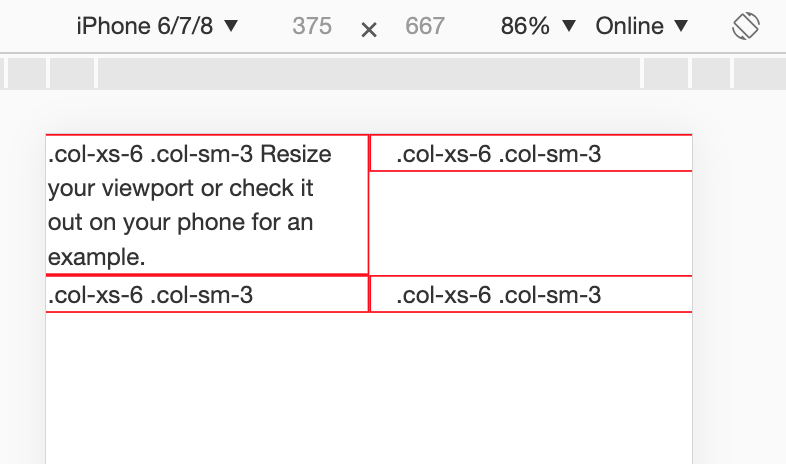 iPhone 6/7/8 ▼ 375 × 667 86% ▼ Online ▼
.col-xs-6 .col-sm-3 Resize
your viewport or check it
out on your phone for an
example.
.col-xs-6 .col-sm-3
.col-xs-6 .col-sm-3
.col-xs-6 .col-sm-3